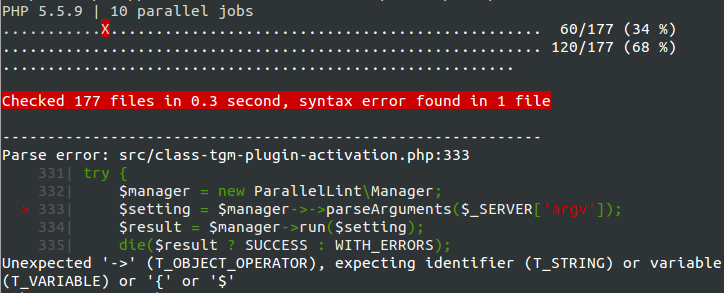 PHP 5.5.9 | 10 parallel jobs
...........X................................................ 60/177 (34 %)
............................................................ 120/177 (68 %)
.........................................................
Checked 177 files in 0.3 second, syntax error found in 1 file
------------------------------------------------------------
Parse error: src/class-tgm-plugin-activation.php:333
331| try {
332| $manager = new ParallelLint\Manager;
> 333| $setting = $manager->->parseArguments($_SERVER['argv']);
334| $result = $manager->run($setting);
335| die($result ? SUCCESS : WITH_ERRORS);
Unexpected '->' (T_OBJECT_OPERATOR), expecting identifier (T_STRING) or variable
(T_VARIABLE) or '{' or '$'